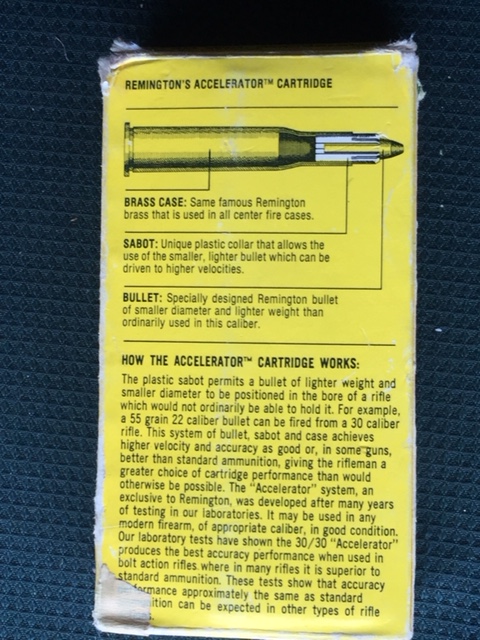 REMINGTON'S ACCELERATOR™ CARTRIDGE
BRASS CASE: Same famous Remington
brass that is used in all center fire cases.
SABOT: Unique plastic collar that allows the
use of the smaller, lighter bullet which can be
driven to higher velocities.
BULLET: Specially designed Remington bullet
of smaller diameter and lighter weight than
ordinarily used in this caliber.
HOW THE ACCELERATOR™ CARTRIDGE WORKS:
The plastic sabot permits a bullet of lighter weight and
smaller diameter to be positioned in the bore of a rifle
which would not ordinarily be able to hold it. For example,
a 55 grain 22 caliber bullet can be fired from a 30 caliber
rifle. This system of bullet, sabot and case achieves
higher velocity and accuracy as good or, in some guns,
better than standard ammunition, giving the rifleman a
greater choice of cartridge performance than would
otherwise be possible. The "Accelerator" system, an
exclusive to Remington, was developed after many years
of testing in our laboratories. It may be used in any
modern firearm, of appropriate caliber, in good condition.
Our laboratory tests have shown the 30/30 "Accelerator"
produces the best accuracy performance when used in
bolt action rifles where in many rifles it is superior to
standard ammunition. These tests show that accuracy
formance approximately the same as standard
ition can be expected in other types of rifle